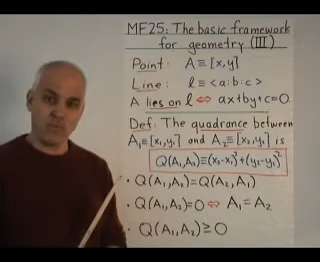 MF25: The basic framework
for geometry (III)
Point: A≡[x,y]
Line: ℓ≡<a:b:c>
A lies on ℓ ⇔ ax+by+c=0.
Def: The quadrance between
A₁≡[x₁,y₁] and A₂≡[x₂,y₂] is
Q(A₁,A₂)≡(x₂-x₁)²+(y₂-y₁)²
• Q(A₁,A₂)=Q(A₂,A₁)
• Q(A₁,A₂)=0 ⇔ A₁=A₂
• Q(A₁,A₂)≥0